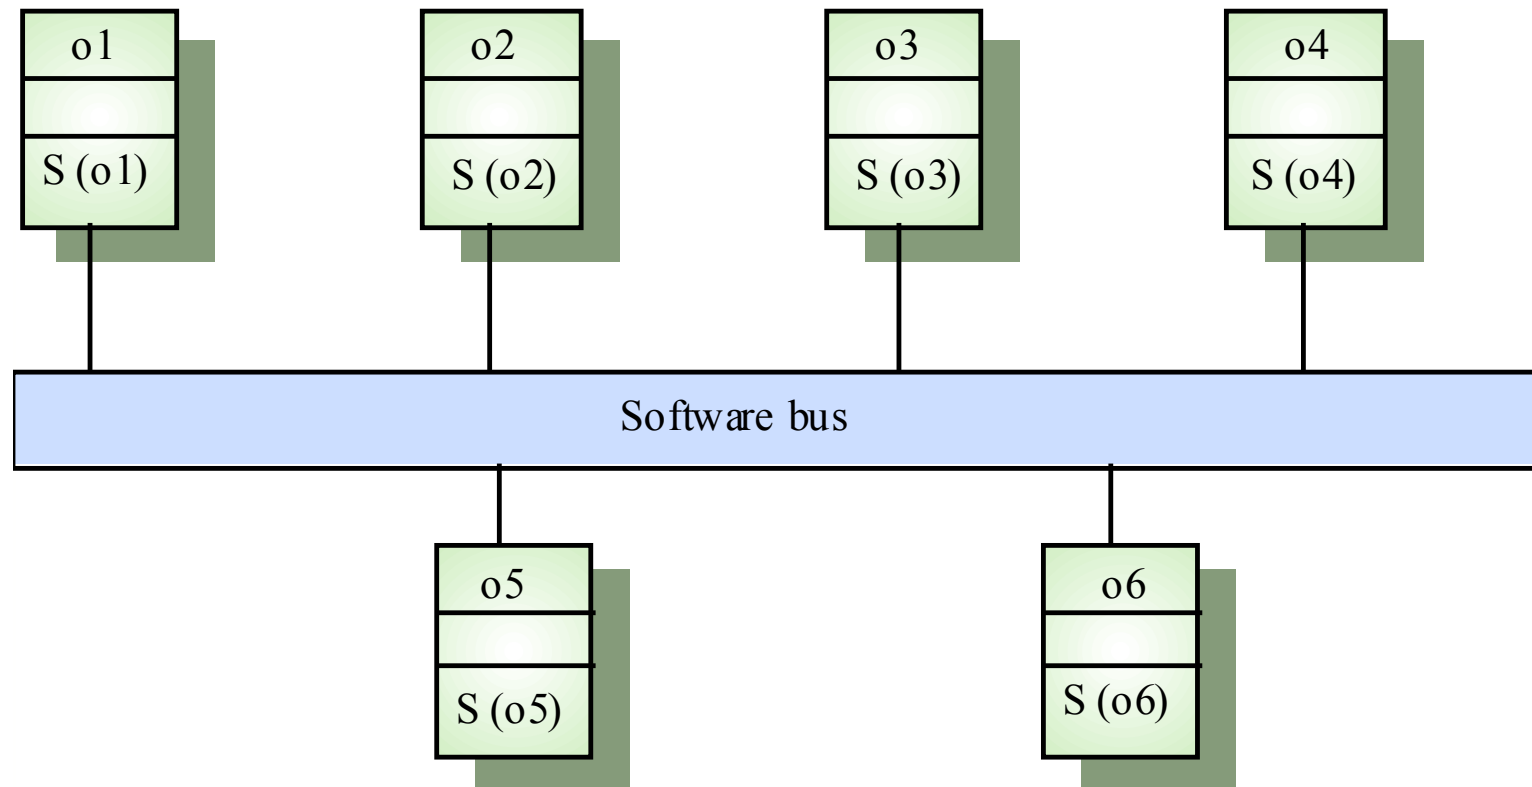 o1
S (o1)
o2
S (o2)
o3
S (o3)
o4
S (o4)
Software bus
o5
S (o5)
o6
S (o6)